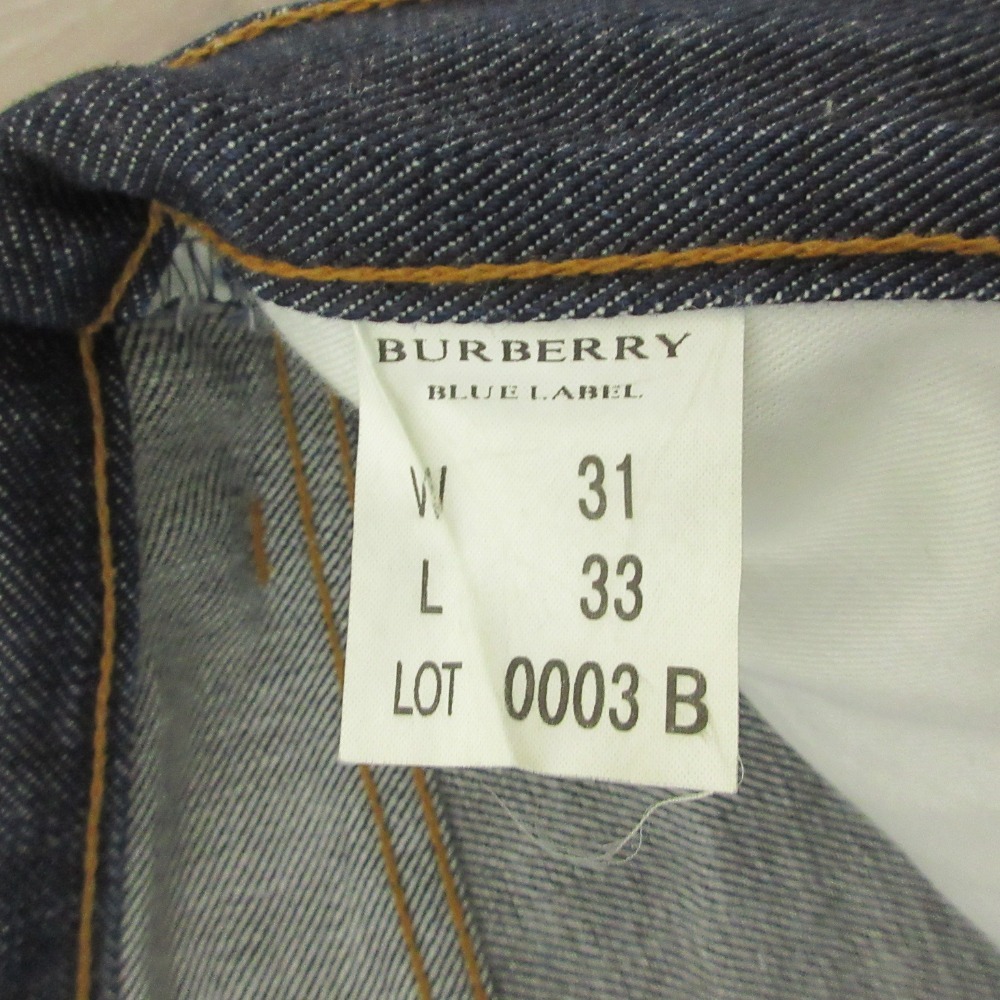 BURBERRY
BLUE LABEL
W 31
L 33
LOT 0003 B